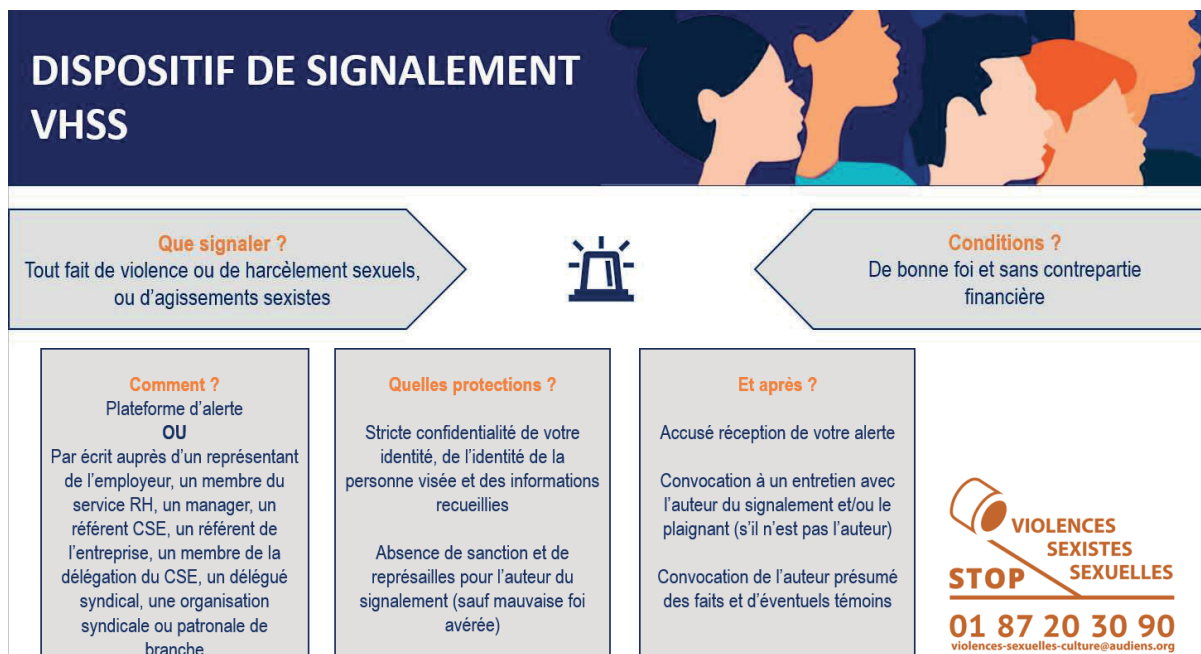 DISPOSITIF DE SIGNALEMENT
VHSS
Que signaler ?
Tout fait de violence ou de harcèlement sexuels,
ou d'agissements sexistes
Conditions ?
De bonne foi et sans contrepartie
financière
Comment ?
Plateforme d'alerte
OU
Par écrit auprès d'un représentant
de l'employeur, un membre du
service RH, un manager, un
référent CSE, un référent de
l'entreprise, un membre de la
délégation du CSE, un délégué
syndical, une organisation
syndicale ou patronale de
branche
Quelles protections ?
Stricte confidentialité de votre
identité, de l'identité de la
personne visée et des informations
recueillies
Absence de sanction et de
représailles pour l'auteur du
signalement (sauf mauvaise foi
avérée)
Et après ?
Accusé réception de votre alerte
Convocation à un entretien avec
l'auteur du signalement et/ou le
plaignant (s'il n'est pas l'auteur)
Convocation de l'auteur présumé
des faits et d'éventuels témoins
VIOLENCES
SEXISTES
SEXUELLES
STOP
01 87 20 30 90
violences-sexuelles-culture@audiens.org